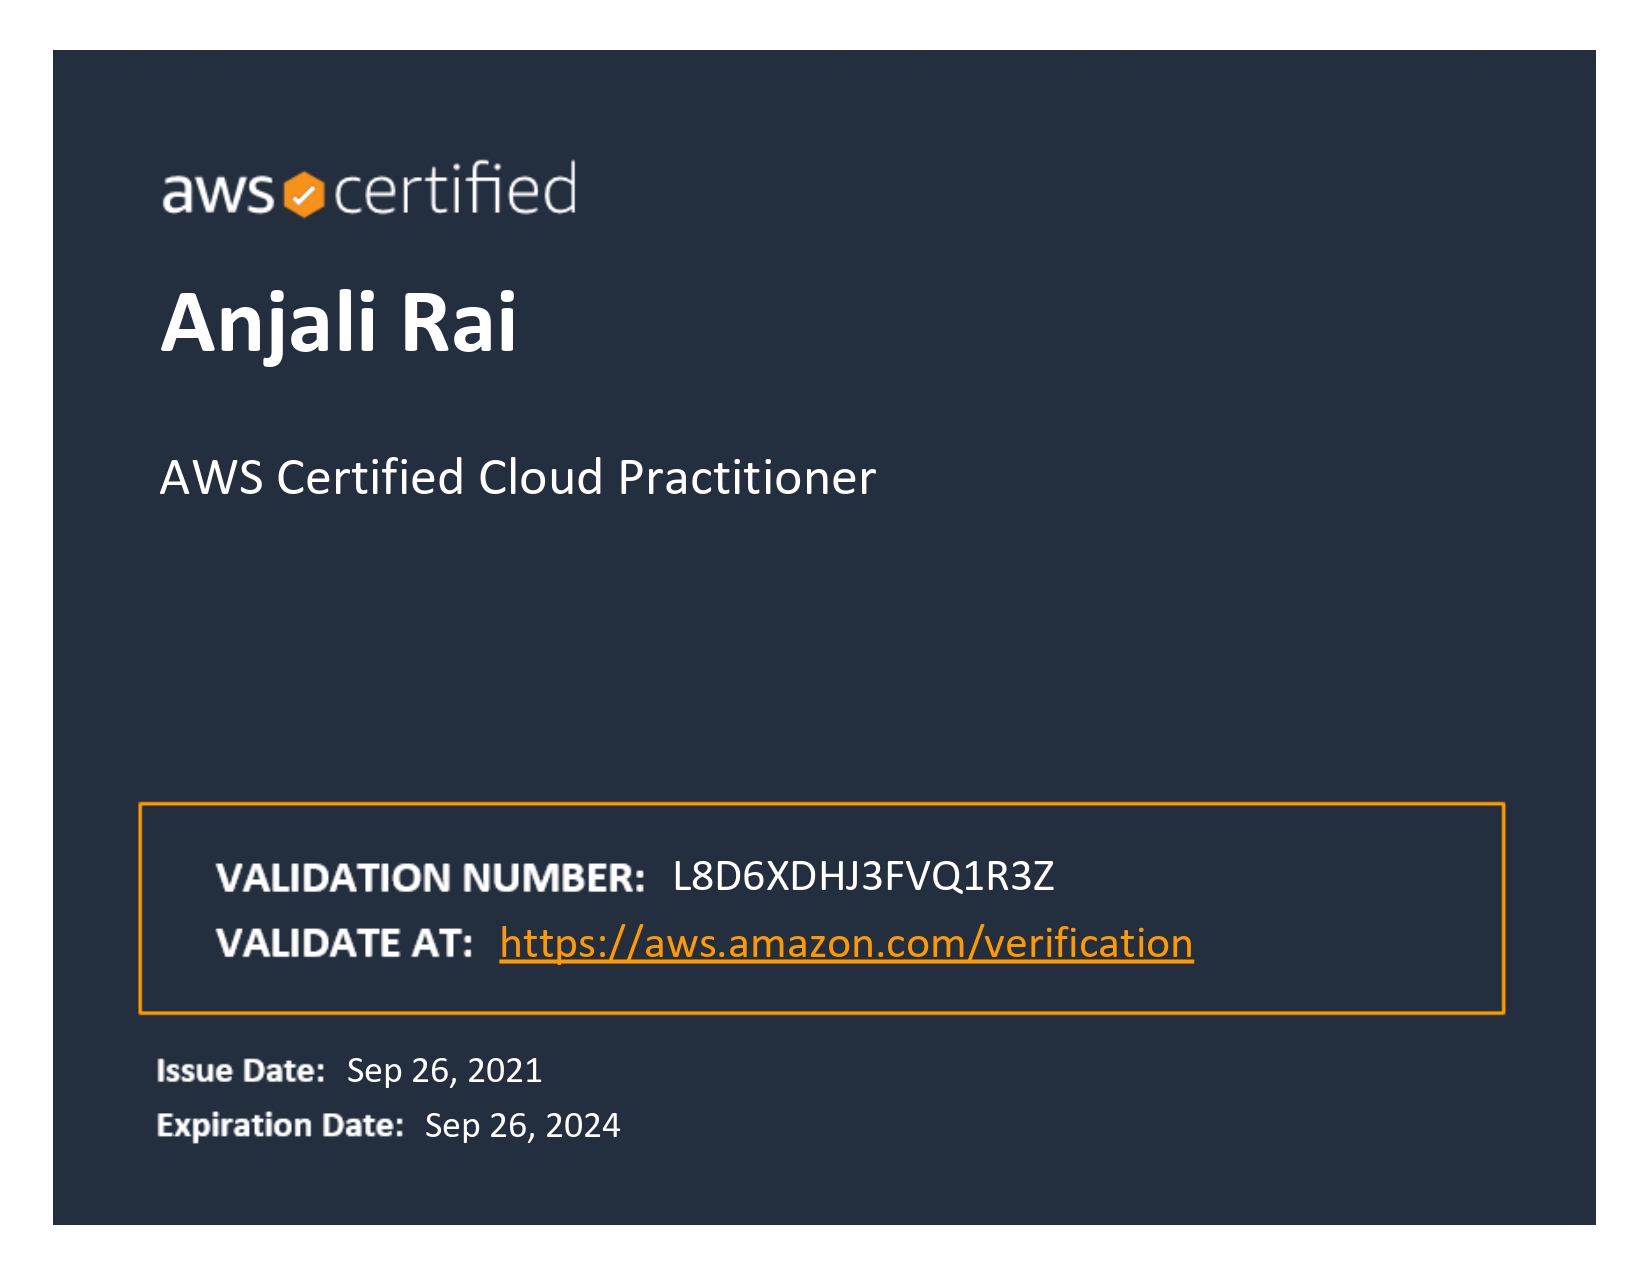 aws certified
Anjali Rai
AWS Certified Cloud Practitioner
VALIDATION NUMBER: L8D6XDHJ3FVQ1R3Z
VALIDATE AT: https://aws.amazon.com/verification
Issue Date: Sep 26, 2021
Expiration Date: Sep 26, 2024